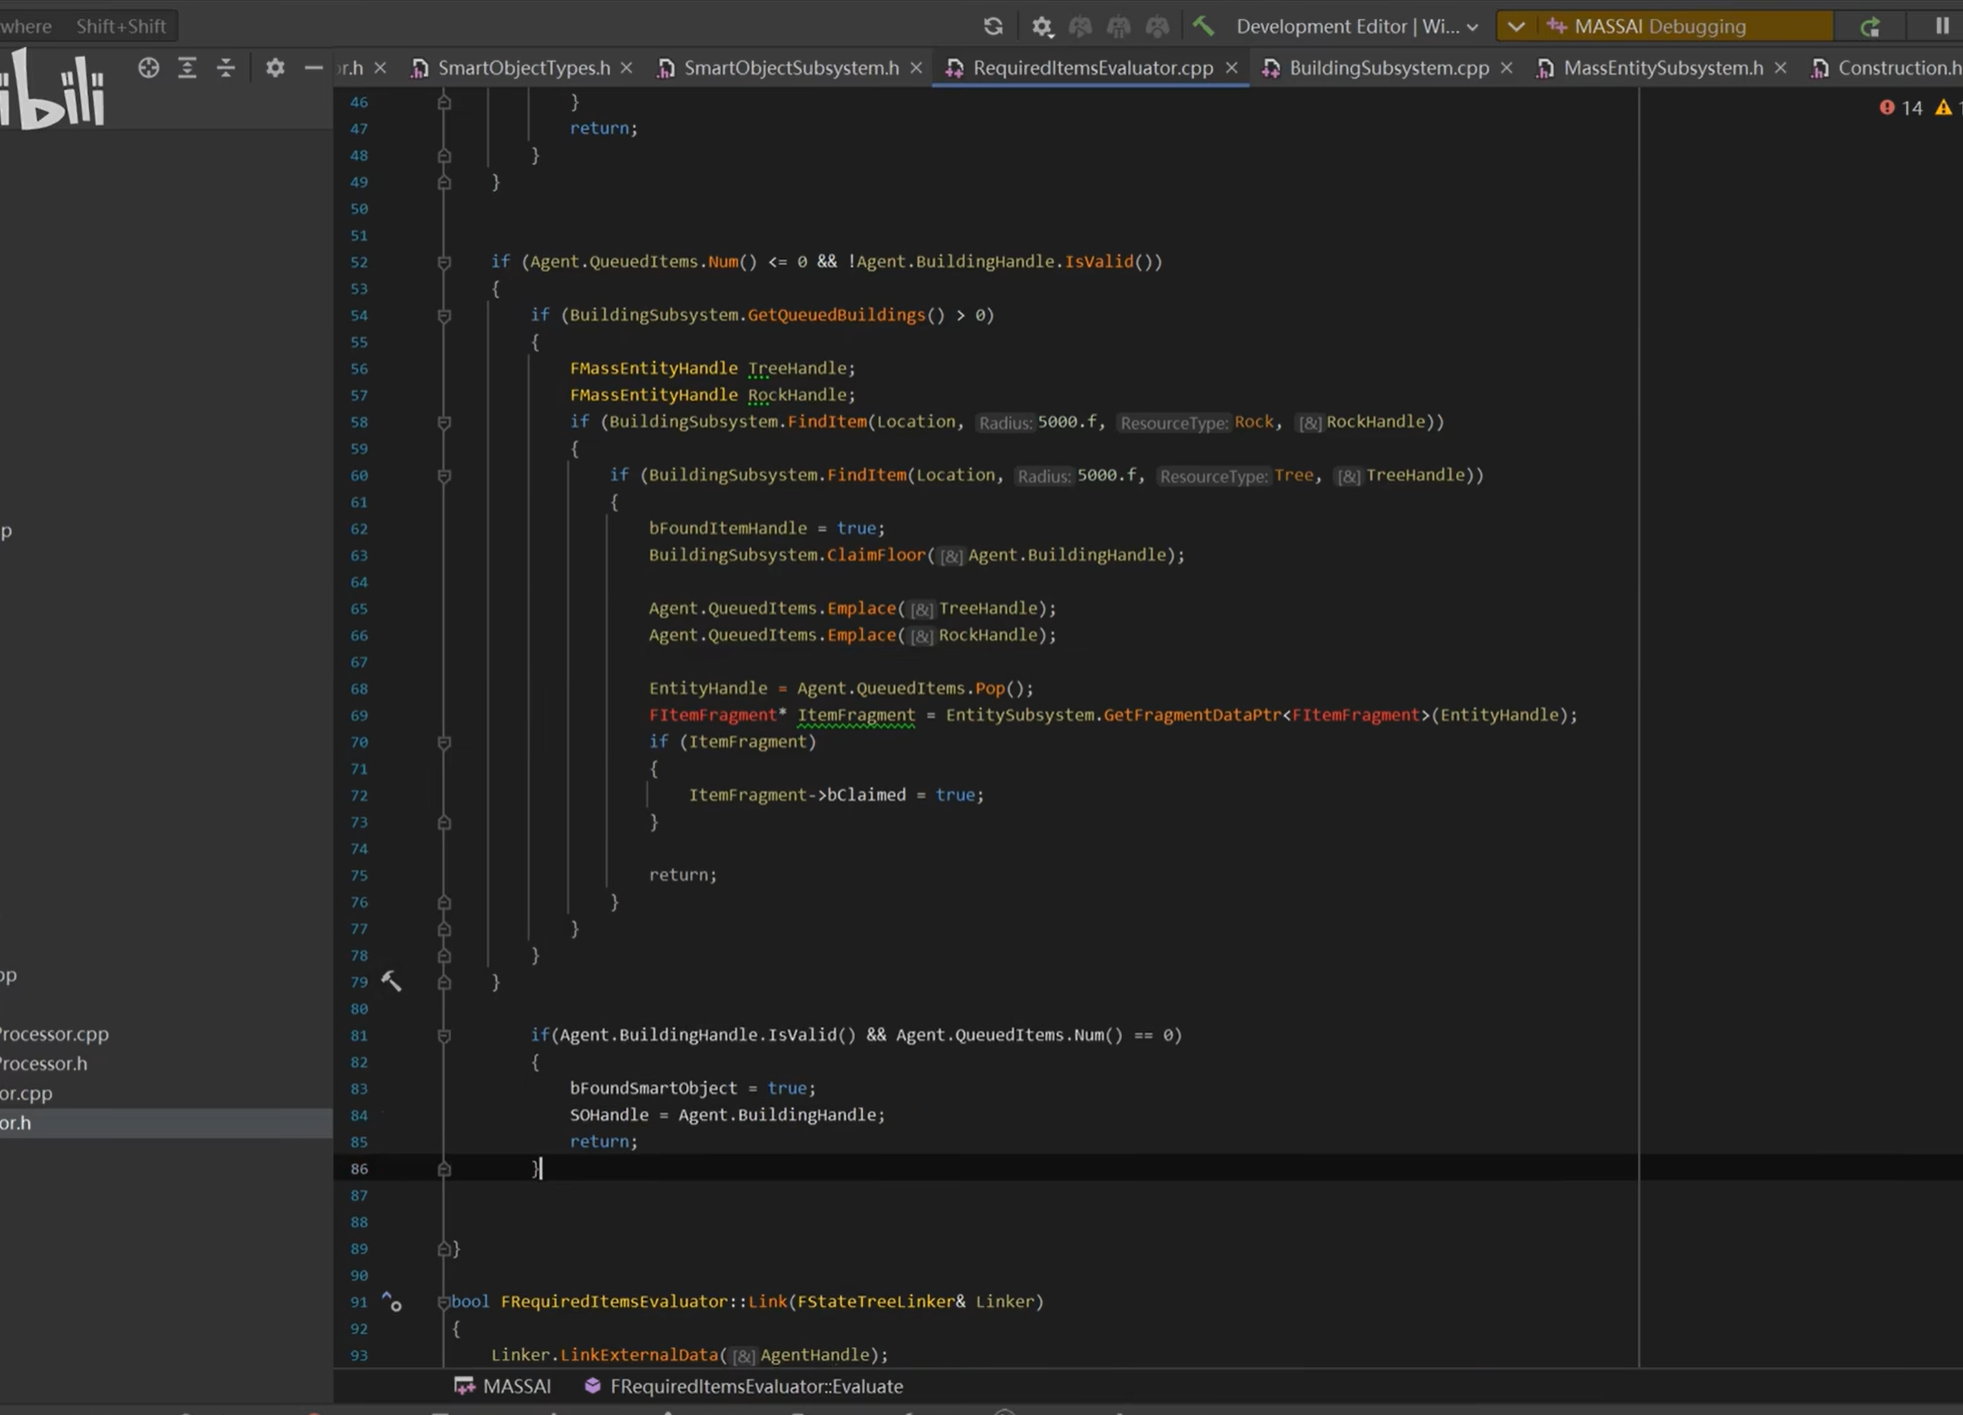 where Shift+Shift
Development Editor | Wi... MASSAI Debugging
bili
r.h SmartObjectTypes.h SmartObjectSubsystem.h RequiredItemsEvaluator.cpp BuildingSubsystem.cpp MassEntitySubsystem.h Construction.h
14
46 }
47 return;
48 }
49 }
50
51
52 if (Agent.QueuedItems.Num() <= 0 && !Agent.BuildingHandle.IsValid())
53 {
54 if (BuildingSubsystem.GetQueuedBuildings() > 0)
55 {
56 FMassEntityHandle TreeHandle;
57 FMassEntityHandle RockHandle;
58 if (BuildingSubsystem.FindItem(Location, Radius: 5000.f, ResourceType: Rock, [&] RockHandle))
59 {
60 if (BuildingSubsystem.FindItem(Location, Radius: 5000.f, ResourceType: Tree, [&] TreeHandle))
61 {
62 bFoundItemHandle = true;
63 BuildingSubsystem.ClaimFloor([&] Agent.BuildingHandle);
64
65 Agent.QueuedItems.Emplace([&] TreeHandle);
66 Agent.QueuedItems.Emplace([&] RockHandle);
67
68 EntityHandle = Agent.QueuedItems.Pop();
69 FItemFragment* ItemFragment = EntitySubsystem.GetFragmentDataPtr<FItemFragment>(EntityHandle);
70 if (ItemFragment)
71 {
72 ItemFragment->bClaimed = true;
73 }
74
75 return;
76 }
77 }
78 }
79 }
80
81 if(Agent.BuildingHandle.IsValid() && Agent.QueuedItems.Num() == 0)
82 {
83 bFoundSmartObject = true;
84 SOHandle = Agent.BuildingHandle;
85 return;
86 }
87
88
89 }
90
91 bool FRequiredItemsEvaluator::Link(FStateTreeLinker& Linker)
92 {
93 Linker.LinkExternalData([&] AgentHandle);
p
pp
Processor.cpp
Processor.h
or.cpp
or.h
MASSAI FRequiredItemsEvaluator::Evaluate